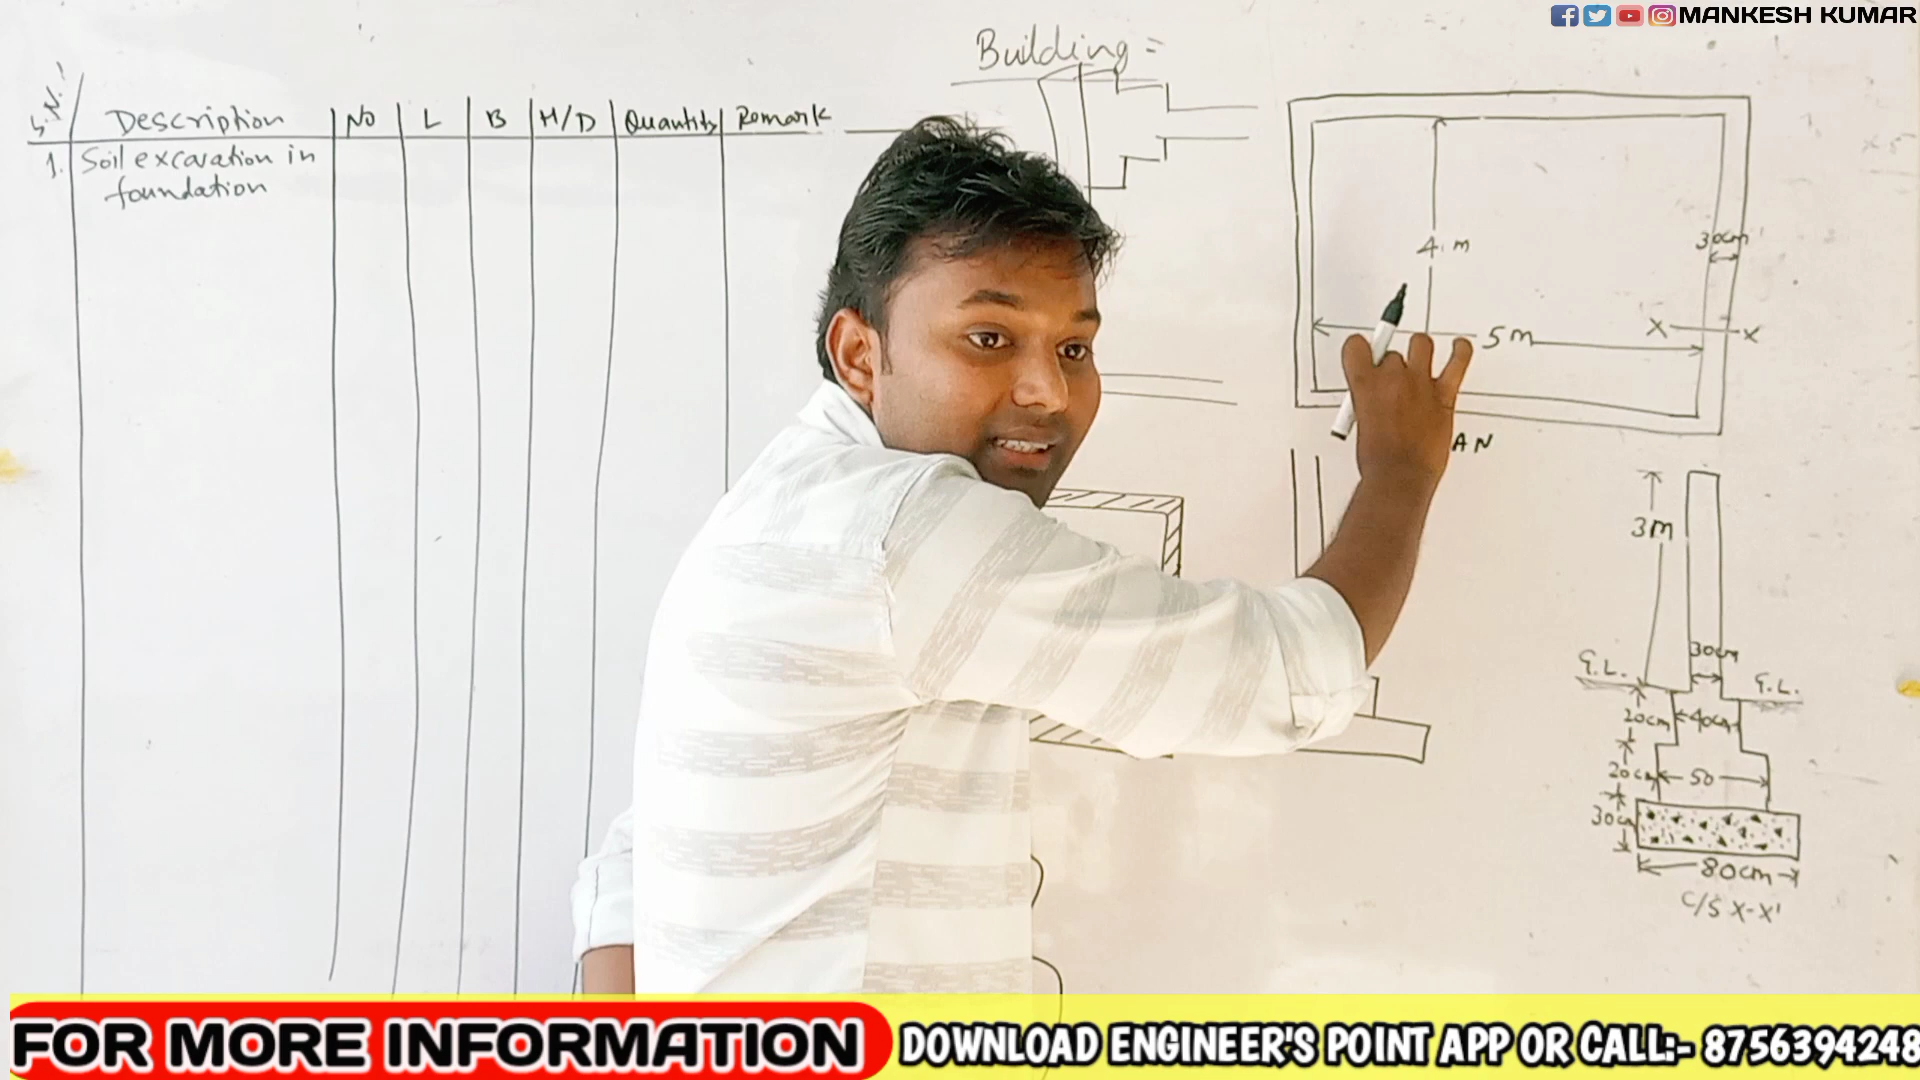 MANKESH KUMAR
Building =
S.N. Description No L B H/D Quantity Remark
1. Soil excavation in
foundation
4 m
30cm
5 m
X X
AN
3m
30cm
G.L. G.L.
20cm 40cm
20cm 50
30cm
80cm
C/S X-X'
FOR MORE INFORMATION DOWNLOAD ENGINEER'S POINT APP OR CALL:- 8756394248